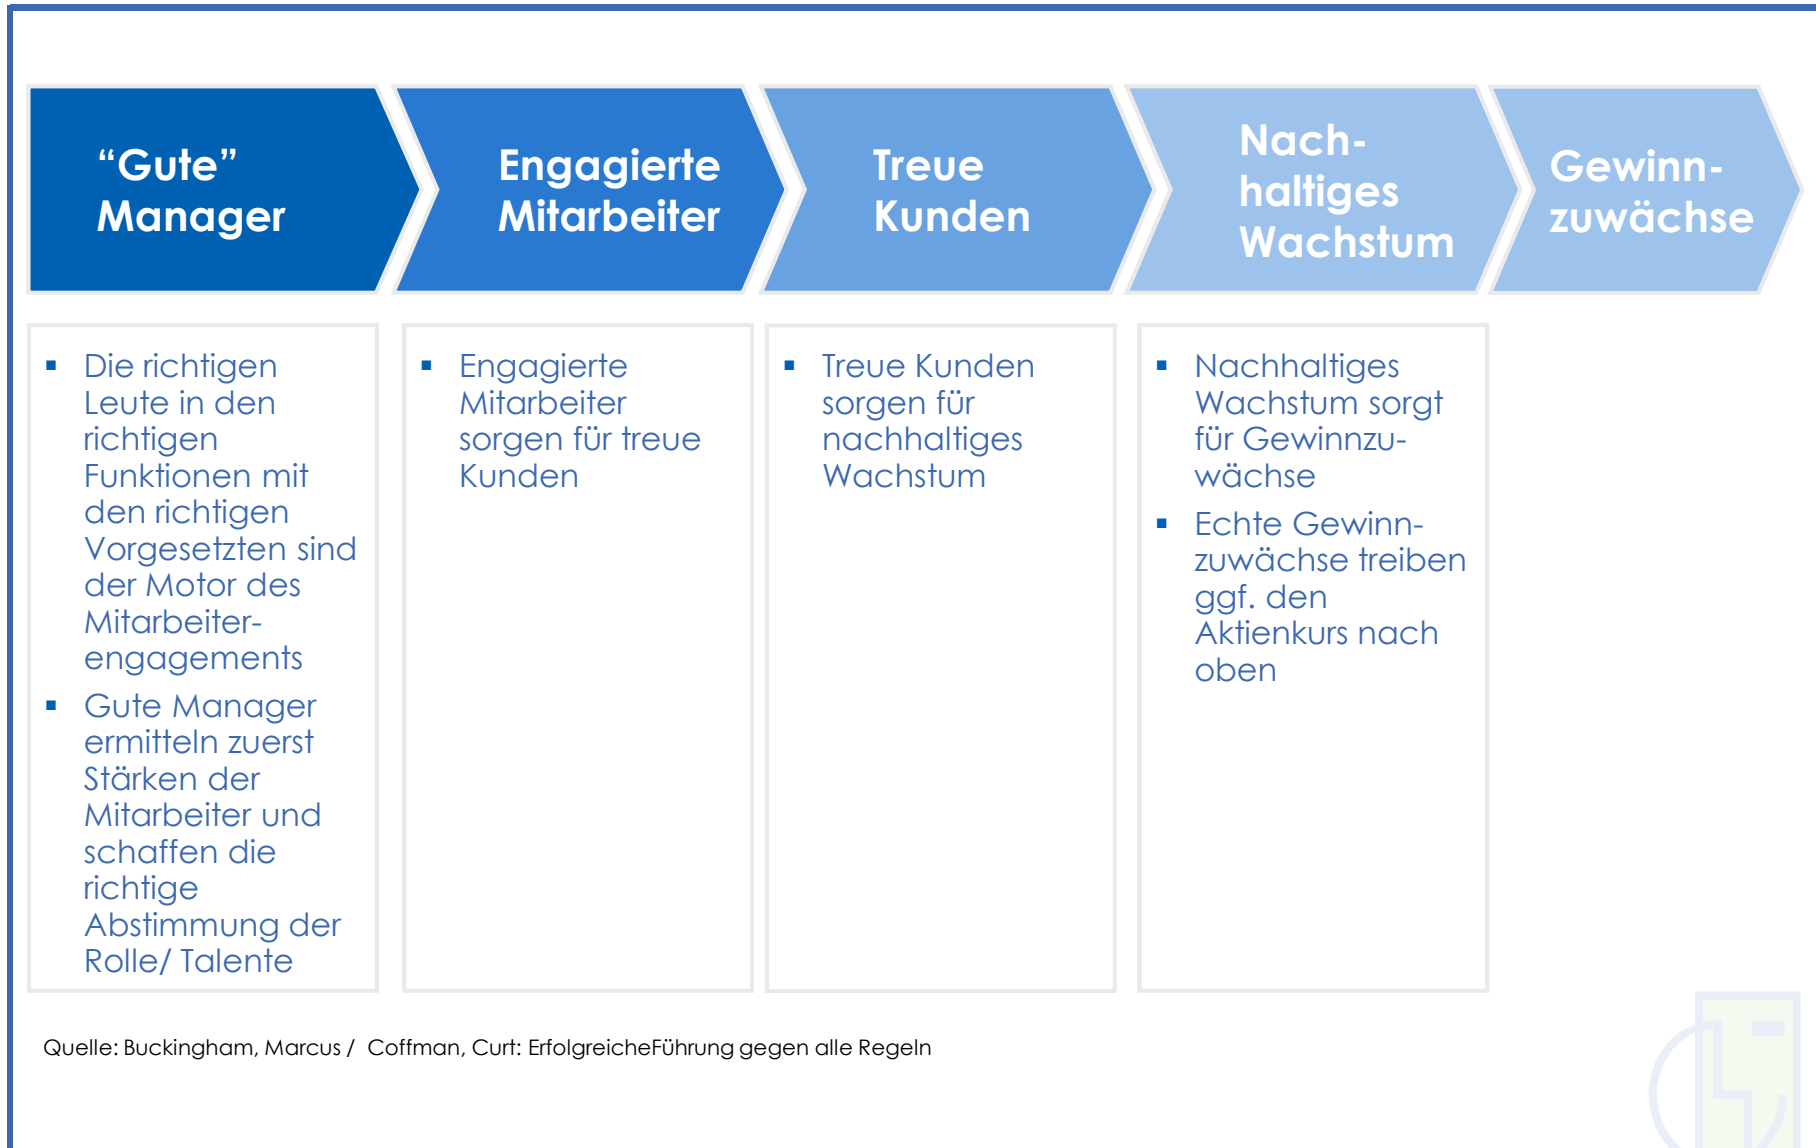 “Gute”
Manager
Engagierte
Mitarbeiter
Treue
Kunden
Nach-
haltiges
Wachstum
Gewinn-
zuwächse
▪ Die richtigen
Leute in den
richtigen
Funktionen mit
den richtigen
Vorgesetzten sind
der Motor des
Mitarbeiter-
engagements
▪ Gute Manager
ermitteln zuerst
Stärken der
Mitarbeiter und
schaffen die
richtige
Abstimmung der
Rolle/ Talente
▪ Engagierte
Mitarbeiter
sorgen für treue
Kunden
▪ Treue Kunden
sorgen für
nachhaltiges
Wachstum
▪ Nachhaltiges
Wachstum sorgt
für Gewinnzu-
wächse
▪ Echte Gewinn-
zuwächse treiben
ggf. den
Aktienkurs nach
oben
Quelle: Buckingham, Marcus / Coffman, Curt: ErfolgreicheFührung gegen alle Regeln